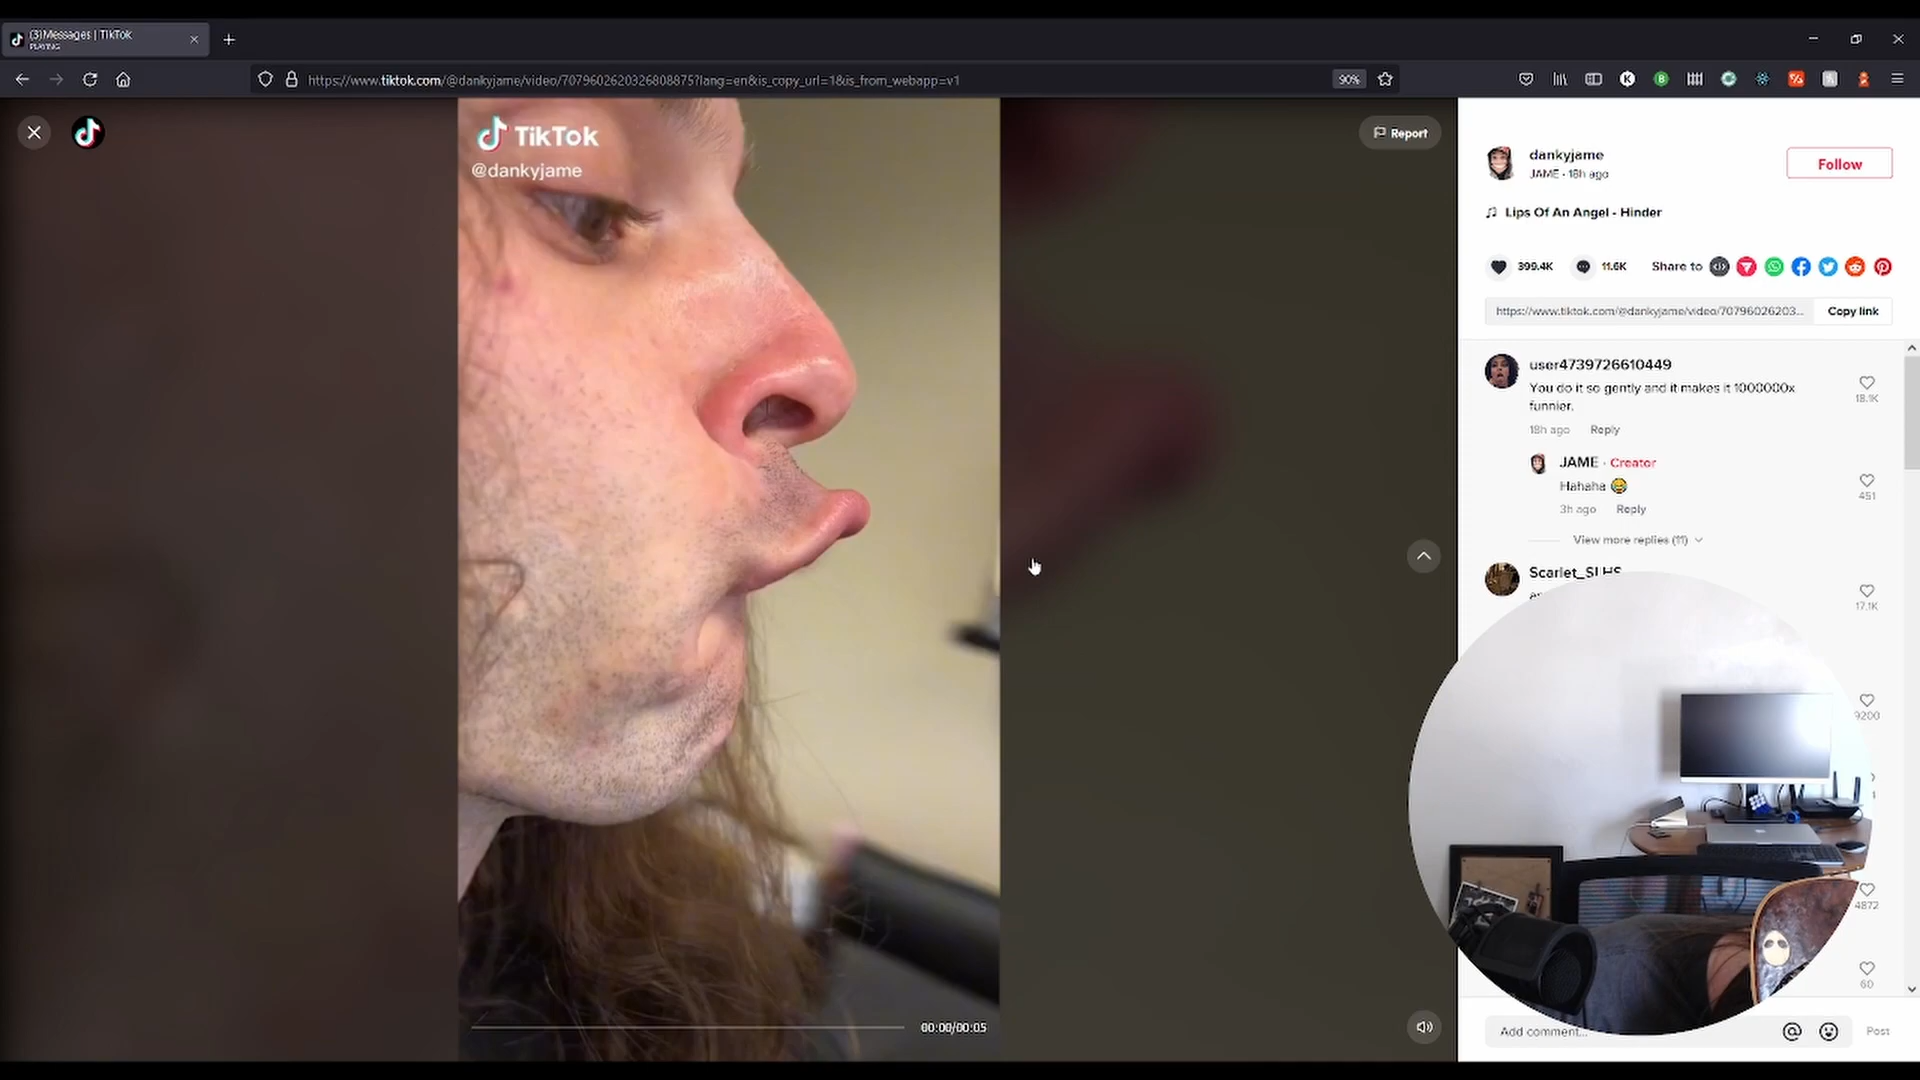 (3)Messages | TikTok
PLAYING
https://www.tiktok.com/@dankyjame/video/7079602620326808875?lang=en&is_copy_url=1&is_from_webapp=v1
90%
TikTok
@dankyjame
Report
dankyjame
JAME · 18h ago
Follow
Lips Of An Angel - Hinder
399.4K
11.6K
Share to
https://www.tiktok.com/@dankyjame/video/70796026203...
Copy link
user4739726610449
You do it so gently and it makes it 1000000x
funnier.
18.1K
18h ago Reply
JAME · Creator
Hahaha 😂
451
3h ago Reply
View more replies (11)
Scarlet_SLHS
17.1K
9200
4872
60
00:00/00:05
Add comment...
Post